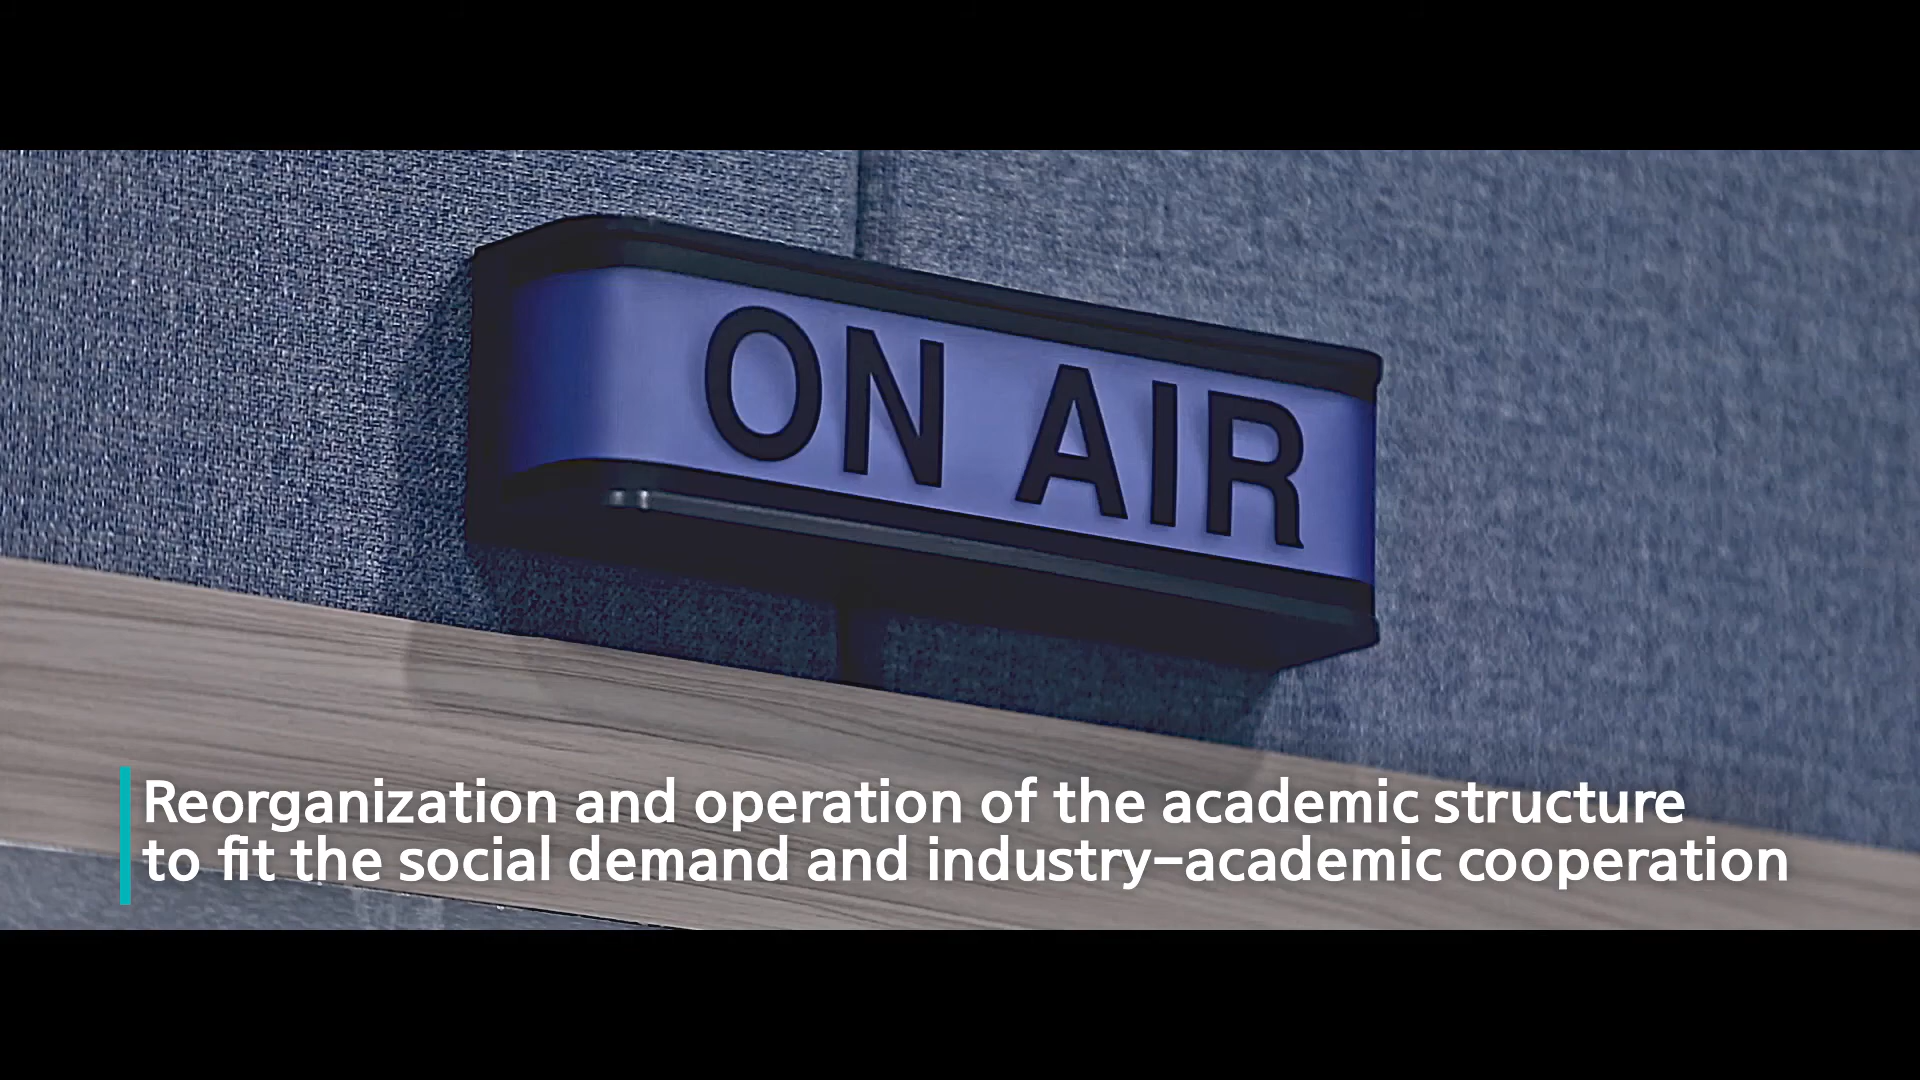 ON AIR
Reorganization and operation of the academic structure
to fit the social demand and industry-academic cooperation